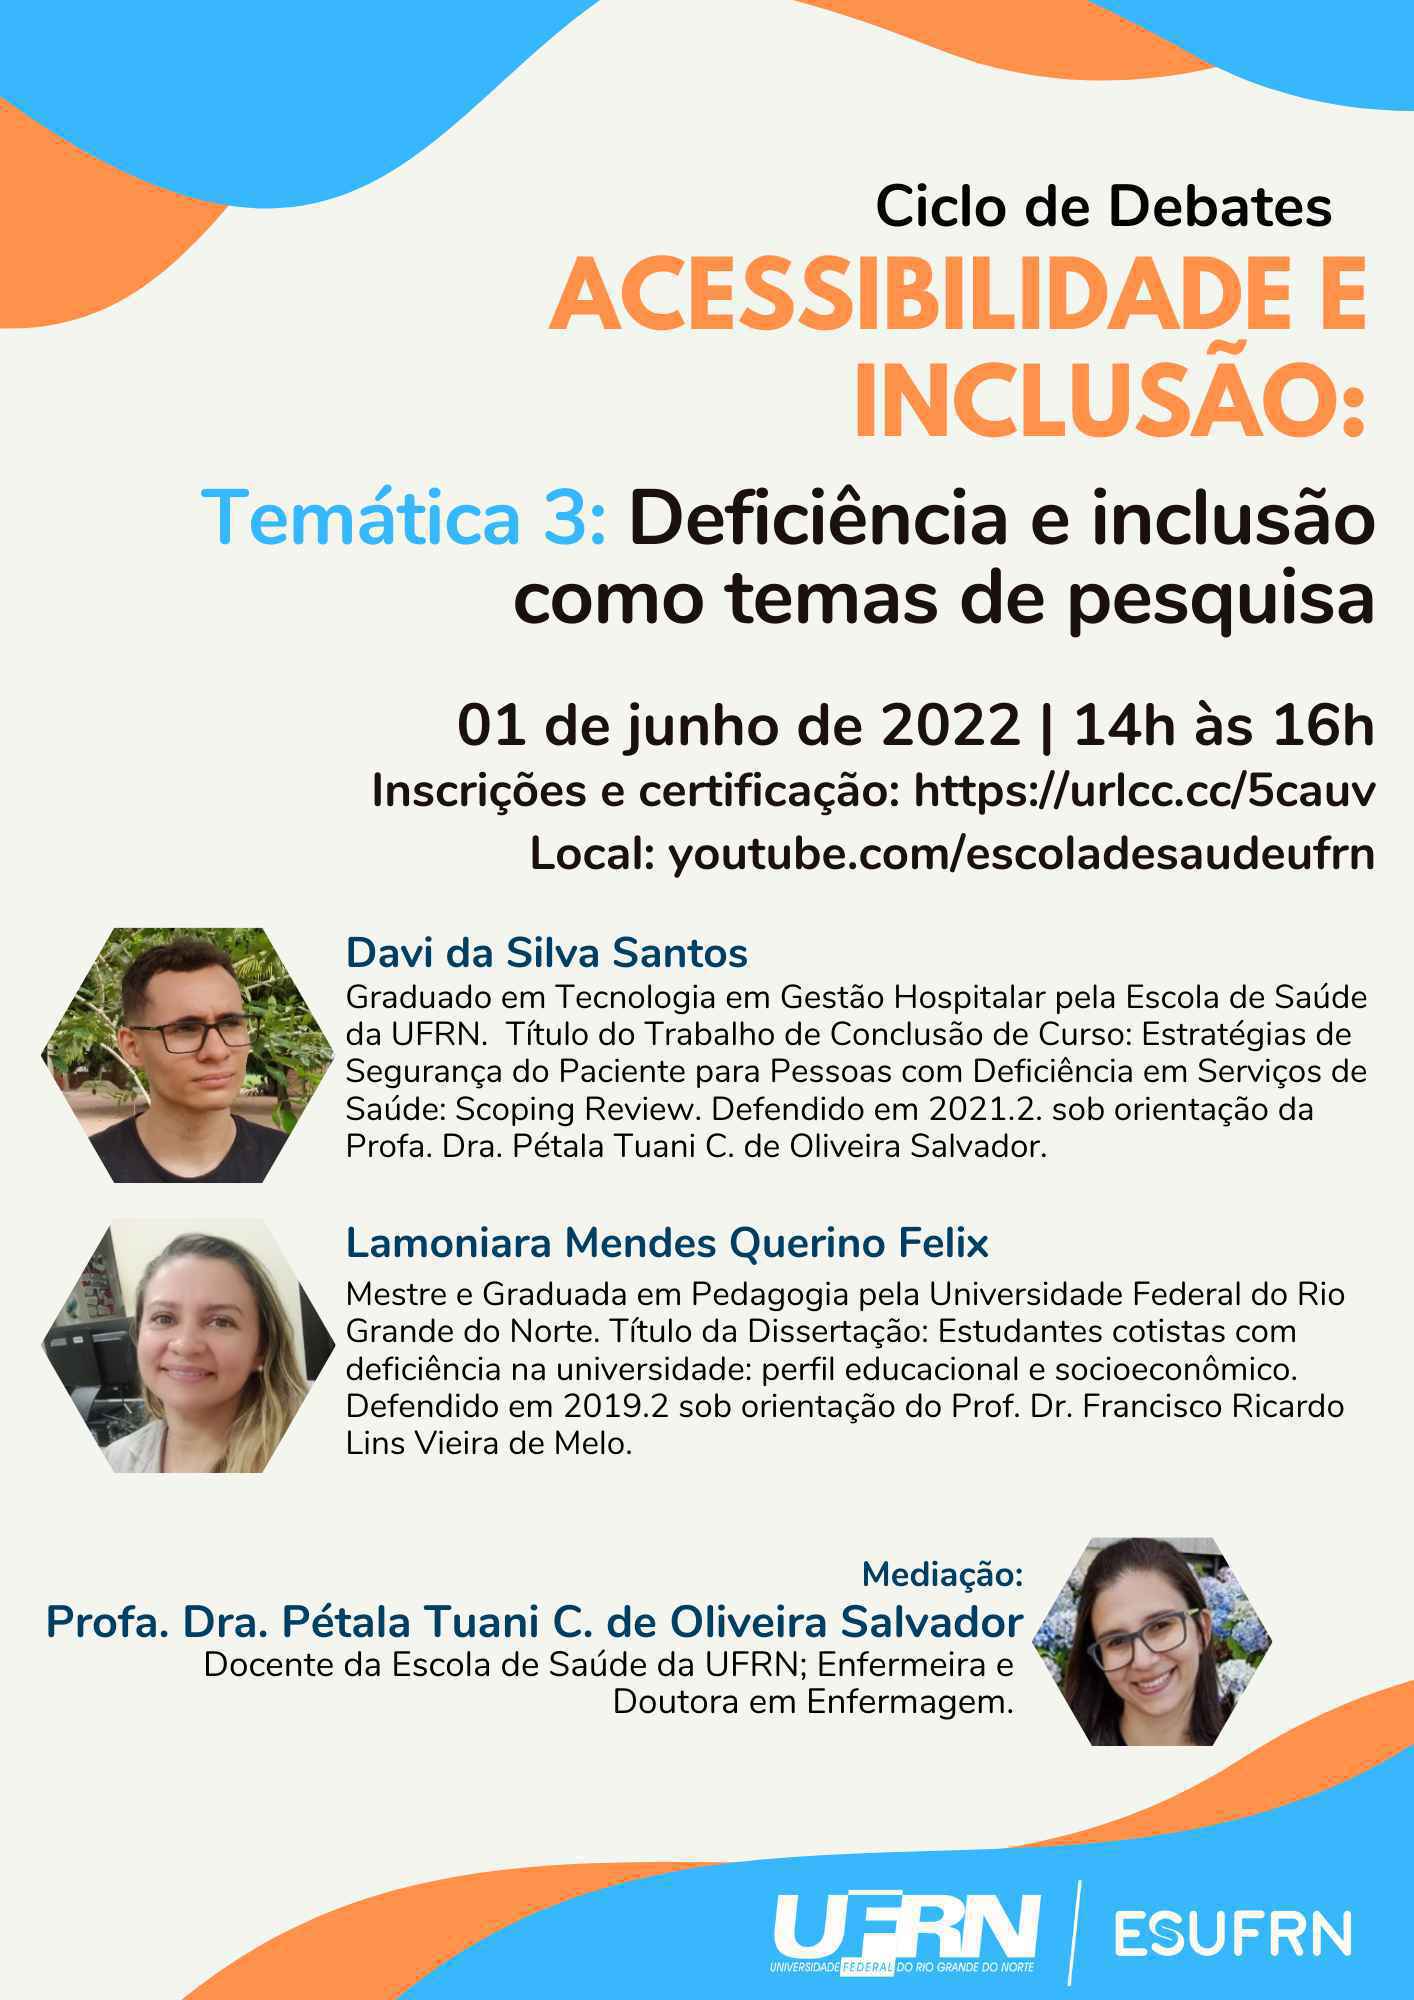 Ciclo de Debates
ACESSIBILIDADE E
INCLUSÃO:
Temática 3: Deficiência e inclusão
como temas de pesquisa
01 de junho de 2022 | 14h às 16h
Inscrições e certificação: https://urlcc.cc/5cauv
Local: youtube.com/escoladesaudeufrn
Davi da Silva Santos
Graduado em Tecnologia em Gestão Hospitalar pela Escola de Saúde
da UFRN. Título do Trabalho de Conclusão de Curso: Estratégias de
Segurança do Paciente para Pessoas com Deficiência em Serviços de
Saúde: Scoping Review. Defendido em 2021.2. sob orientação da
Profa. Dra. Pétala Tuani C. de Oliveira Salvador.
Lamoniara Mendes Querino Felix
Mestre e Graduada em Pedagogia pela Universidade Federal do Rio
Grande do Norte. Título da Dissertação: Estudantes cotistas com
deficiência na universidade: perfil educacional e socioeconômico.
Defendido em 2019.2 sob orientação do Prof. Dr. Francisco Ricardo
Lins Vieira de Melo.
Mediação:
Profa. Dra. Pétala Tuani C. de Oliveira Salvador
Docente da Escola de Saúde da UFRN; Enfermeira e
Doutora em Enfermagem.
UFRN
UNIVERSIDADE FEDERAL DO RIO GRANDE DO NORTE
ESUFRN